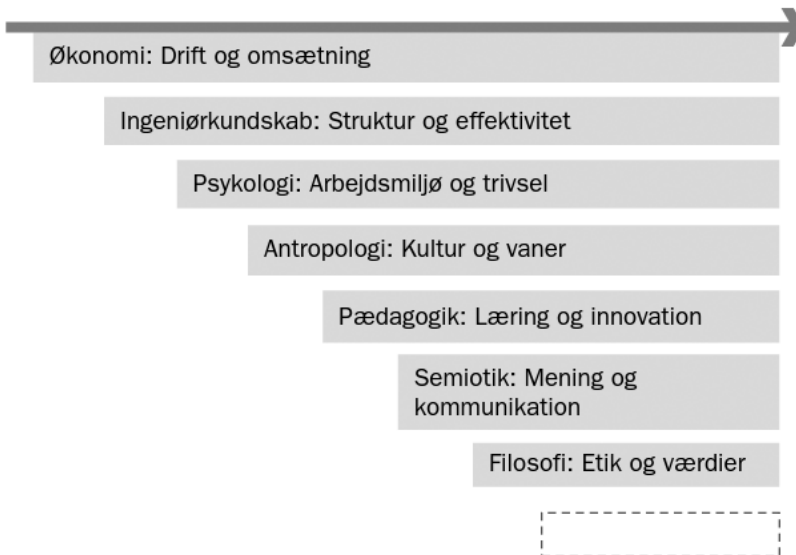 Økonomi: Drift og omsætning
Ingeniørkundskab: Struktur og effektivitet
Psykologi: Arbejdsmiljø og trivsel
Antropologi: Kultur og vaner
Pædagogik: Læring og innovation
Semiotik: Mening og
kommunikation
Filosofi: Etik og værdier